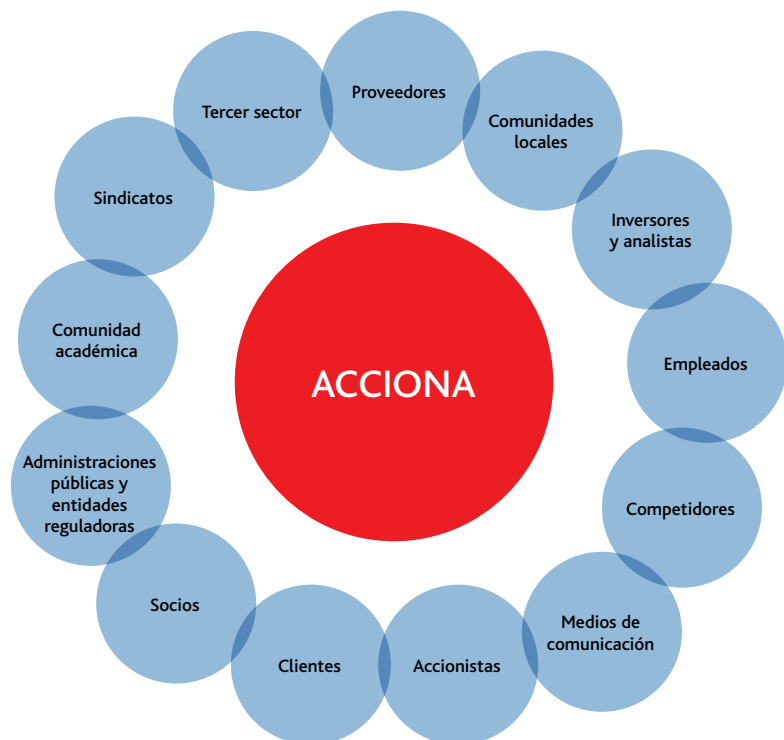 Proveedores
Comunidades
locales
Inversores
y analistas
Empleados
Competidores
Medios de
comunicación
Accionistas
Clientes
Socios
Administraciones
públicas y
entidades
reguladoras
Comunidad
académica
Sindicatos
Tercer sector
ACCIONA